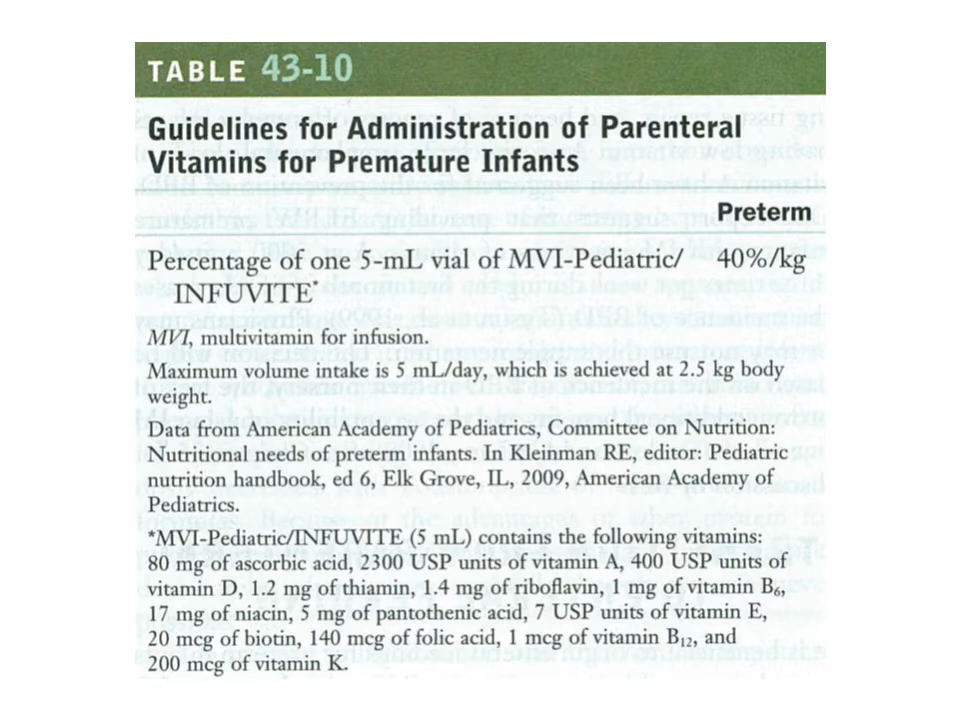 TABLE 43-10
Guidelines for Administration of Parenteral
Vitamins for Premature Infants
Preterm
Percentage of one 5-mL vial of MVI-Pediatric/ 40%/kg
INFUVITE*
MVI, multivitamin for infusion.
Maximum volume intake is 5 mL/day, which is achieved at 2.5 kg body
weight.
Data from American Academy of Pediatrics, Committee on Nutrition:
Nutritional needs of preterm infants. In Kleinman RE, editor: Pediatric
nutrition handbook, ed 6, Elk Grove, IL, 2009, American Academy of
Pediatrics.
*MVI-Pediatric/INFUVITE (5 mL) contains the following vitamins:
80 mg of ascorbic acid, 2300 USP units of vitamin A, 400 USP units of
vitamin D, 1.2 mg of thiamin, 1.4 mg of riboflavin, 1 mg of vitamin B₆,
17 mg of niacin, 5 mg of pantothenic acid, 7 USP units of vitamin E,
20 mcg of biotin, 140 mcg of folic acid, 1 mcg of vitamin B₁₂, and
200 mcg of vitamin K.